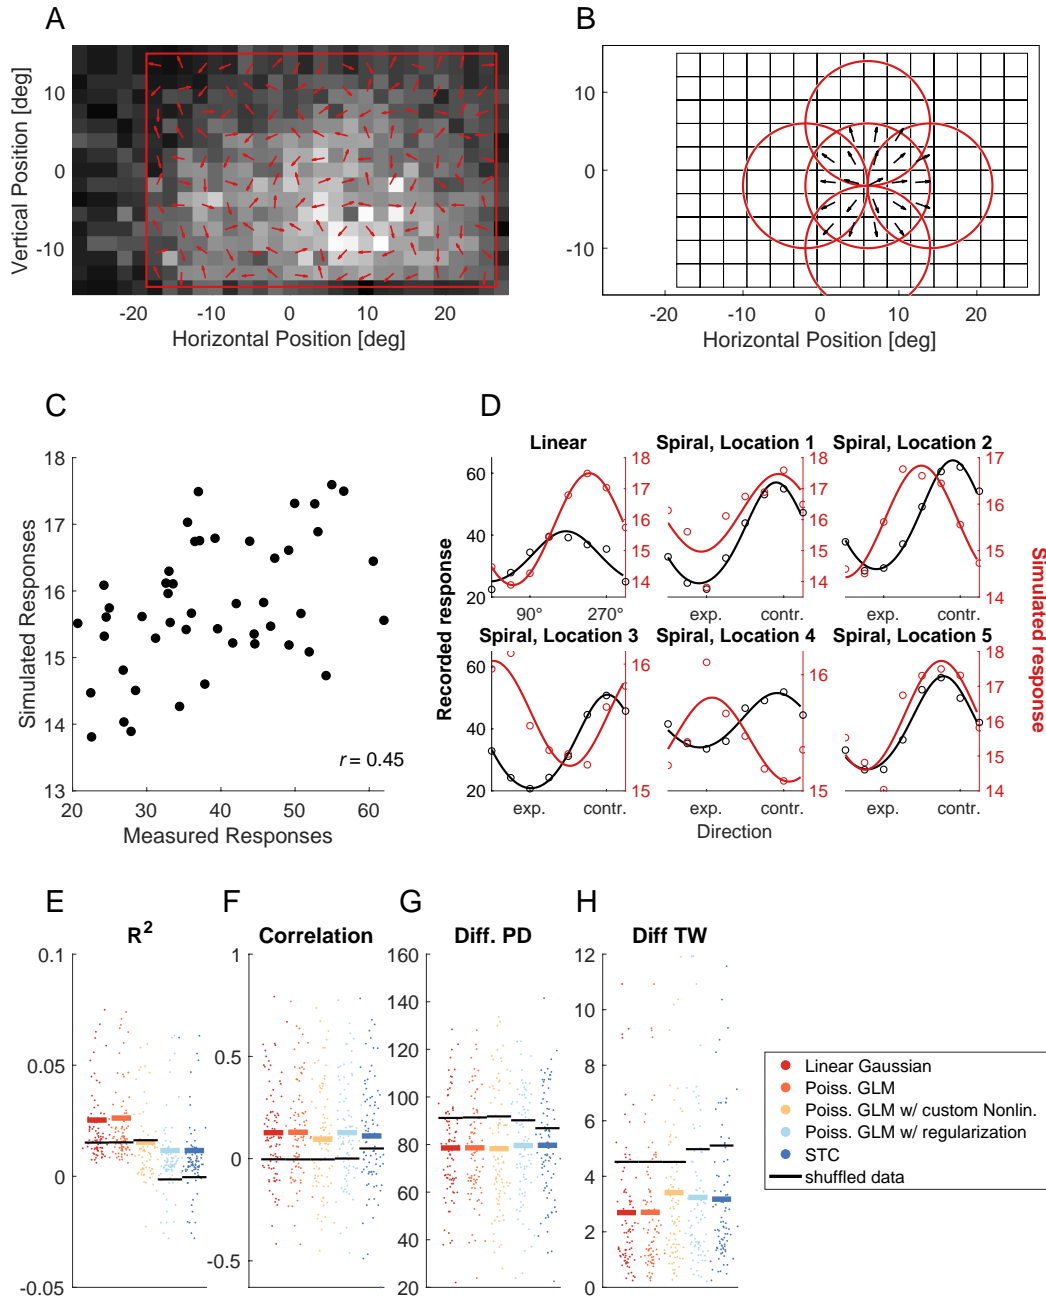 A
B
Vertical Position [deg]
10
0
-10
-20
-10
0
10
20
Horizontal Position [deg]
10
0
-10
-20
-10
0
10
20
Horizontal Position [deg]
C
Simulated Responses
18
17
16
15
14
13
20
30
40
50
60
Measured Responses
r = 0.45
D
Recorded response
Simulated response
Linear
60
40
20
18
17
16
15
14
90°
270°
Spiral, Location 1
18
17
16
15
14
13
exp.
contr.
Spiral, Location 2
17
16
15
14
exp.
contr.
Spiral, Location 3
60
40
20
16
15
exp.
contr.
Spiral, Location 4
16
15
exp.
contr.
Direction
Spiral, Location 5
18
17
16
15
14
exp.
contr.
E
R2
0.1
0.05
0
-0.05
F
Correlation
1
0.5
0
-0.5
G
Diff. PD
160
140
120
100
80
60
40
20
H
Diff TW
12
10
8
6
4
2
0
Linear Gaussian
Poiss. GLM
Poiss. GLM w/ custom Nonlin.
Poiss. GLM w/ regularization
STC
shuffled data